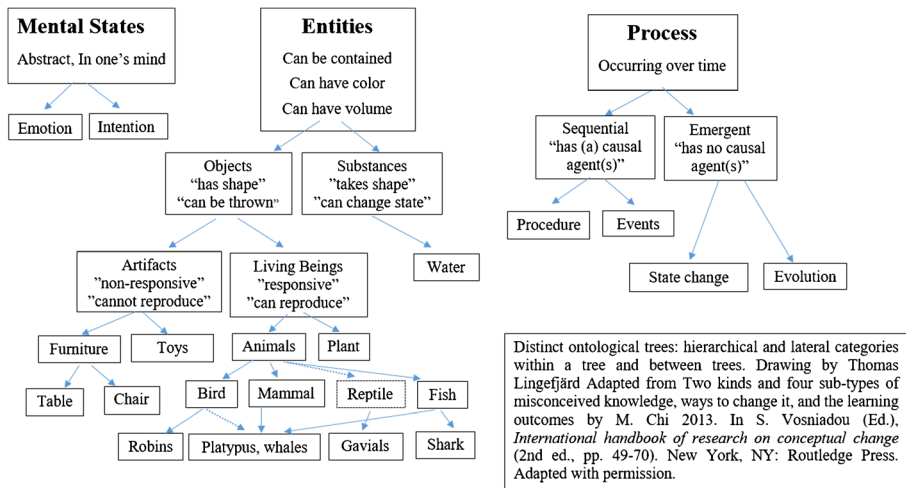 Mental States
Abstract, In one’s mind
Emotion
Intention
Entities
Can be contained
Can have color
Can have volume
Objects
“has shape”
“can be thrown”
Substances
”takes shape”
”can change state”
Water
Artifacts
”non-responsive”
”cannot reproduce”
Living Beings
”responsive”
”can reproduce”
Furniture
Toys
Animals
Plant
Table
Chair
Bird
Mammal
Reptile
Fish
Robins
Platypus, whales
Gavials
Shark
Process
Occurring over time
Sequential
“has (a) causal
agent(s)”
Emergent
“has no causal
agent(s)”
Procedure
Events
State change
Evolution
Distinct ontological trees: hierarchical and lateral categories
within a tree and between trees. Drawing by Thomas
Lingefjärd Adapted from Two kinds and four sub-types of
misconceived knowledge, ways to change it, and the learning
outcomes by M. Chi 2013. In S. Vosniadou (Ed.),
International handbook of research on conceptual change
(2nd ed., pp. 49-70). New York, NY: Routledge Press.
Adapted with permission.